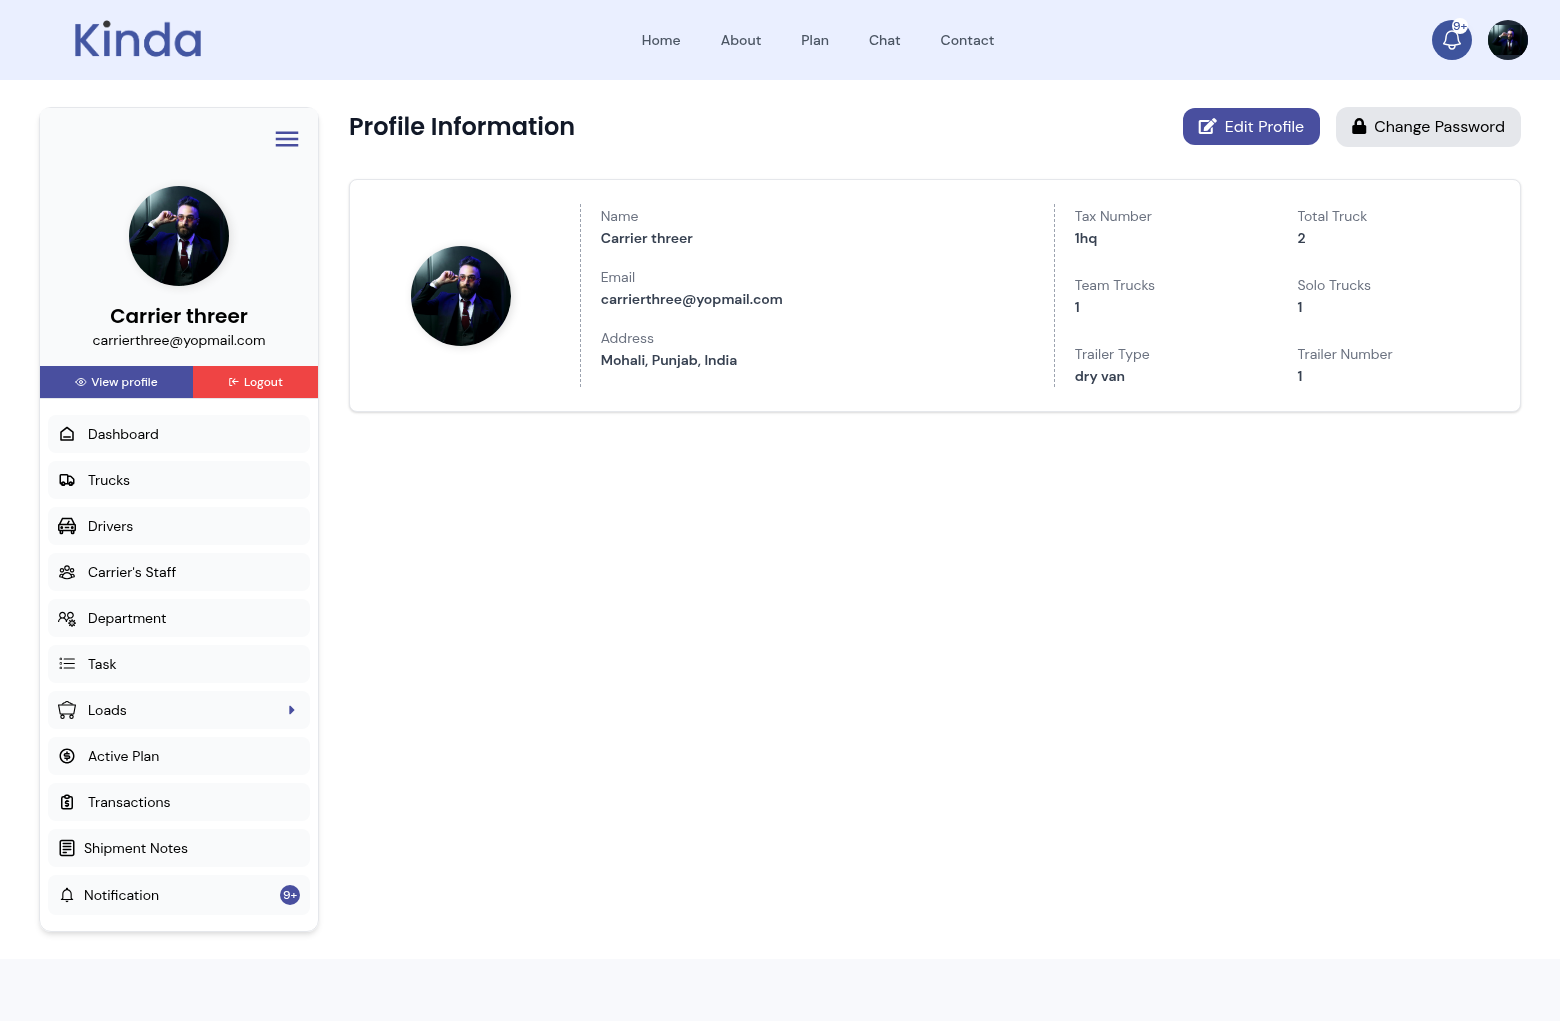 Kinda
Home About Plan Chat Contact
9+
Carrier threer
carrierthree@yopmail.com
View profile Logout
Dashboard
Trucks
Drivers
Carrier's Staff
Department
Task
Loads
Active Plan
Transactions
Shipment Notes
Notification 9+
Profile Information
Edit Profile Change Password
Name
Carrier threer
Email
carrierthree@yopmail.com
Address
Mohali, Punjab, India
Tax Number Total Truck
1hq 2
Team Trucks Solo Trucks
1 1
Trailer Type Trailer Number
dry van 1